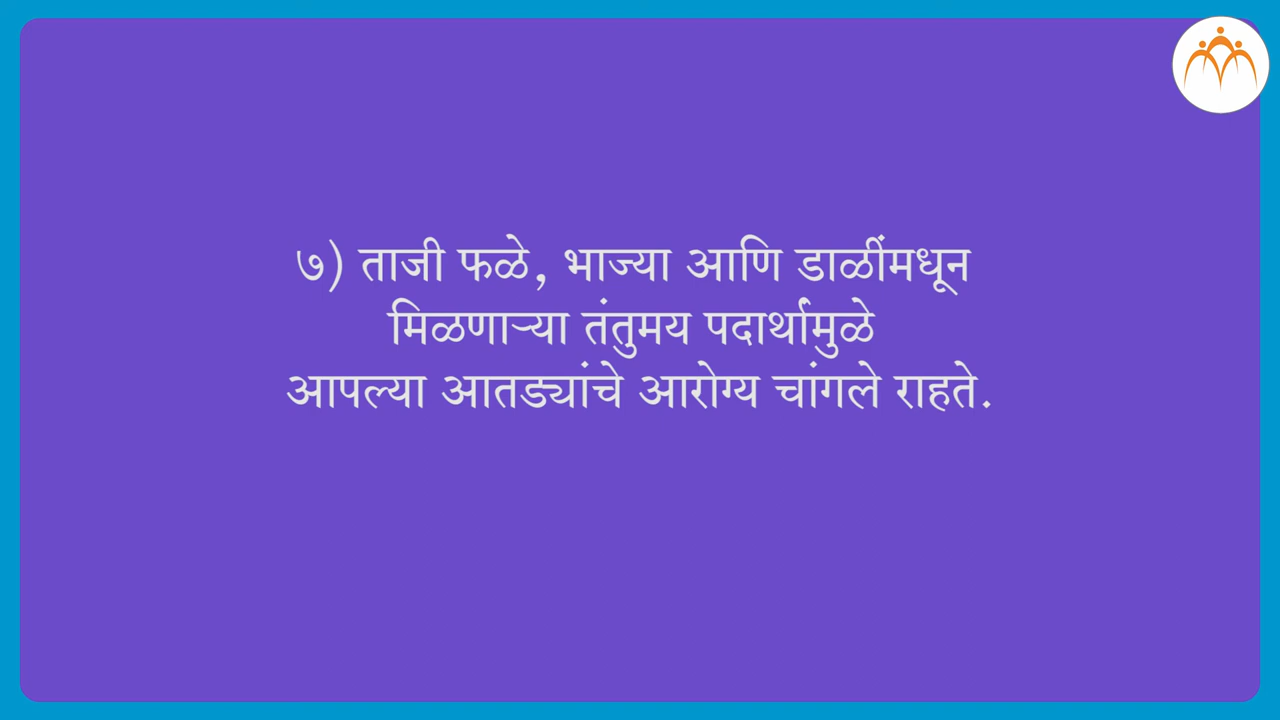 ७) ताजी फळे, भाज्या आणि डाळींमधून
मिळणाऱ्या तंतुमय पदार्थांमुळे
आपल्या आतड्यांचे आरोग्य चांगले राहते.